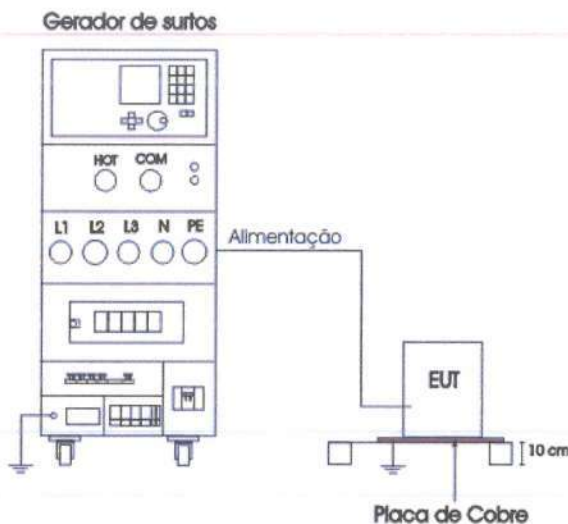 Gerador de surtos
HOT COM
L1 L2 L3 N PE
Alimentação
EUT
10 cm
Placa de Cobre